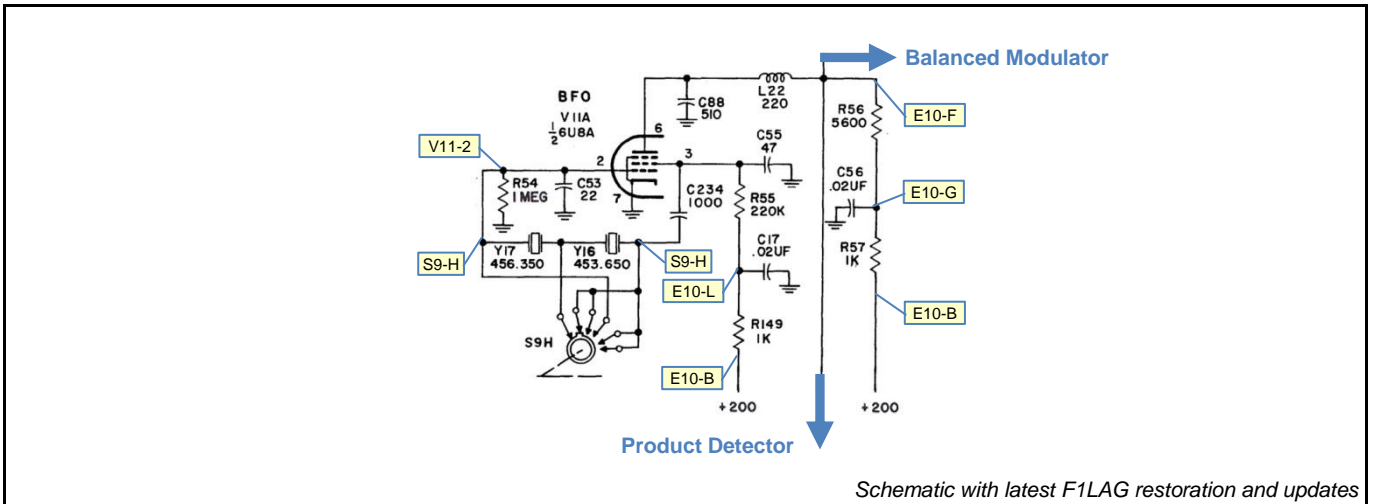 Balanced Modulator
BFO
V11A
½6U8A
6
C88
510
L22
220
R56
5600
E10-F
V11-2
2
3
C55
47
C56
.02UF
E10-G
R54
1 MEG
C53
22
7
C234
1000
R55
220K
C17
.02UF
R57
1K
S9-H
Y17
456.350
Y16
453.650
S9-H
E10-L
E10-B
S9H
R149
1K
E10-B
+200
+200
Product Detector
Schematic with latest F1LAG restoration and updates